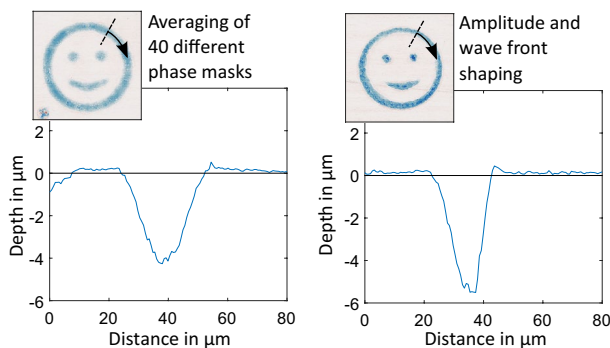 Averaging of
40 different
phase masks
2
0
-2
-4
-6
0
20
40
60
80
Depth in µm
Distance in µm
Amplitude and
wave front
shaping
2
0
-2
-4
-6
0
20
40
60
80
Depth in µm
Distance in µm